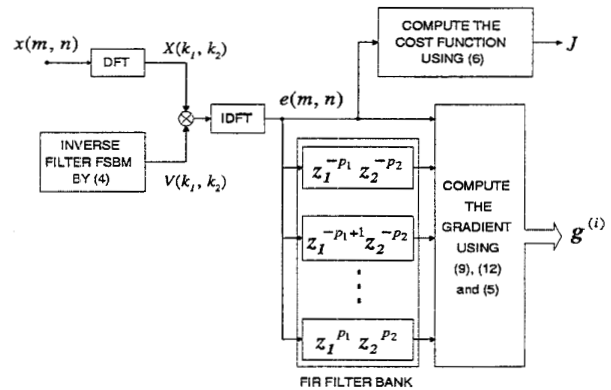 x(m, n)
DFT
X(k₁, k₂)
INVERSE
FILTER FSBM
BY (4)
V(k₁, k₂)
IDFT
e(m, n)
COMPUTE THE
COST FUNCTION
USING (6)
J
z₁^{-p₁} z₂^{-p₂}
z₁^{-p₁+1} z₂^{-p₂}
z₁^{p₁} z₂^{p₂}
FIR FILTER BANK
COMPUTE
THE
GRADIENT
USING
(9), (12)
and (5)
g^{(i)}